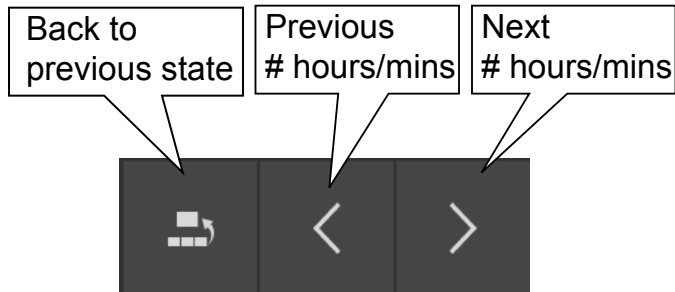 Back to
previous state
Previous
# hours/mins
Next
# hours/mins